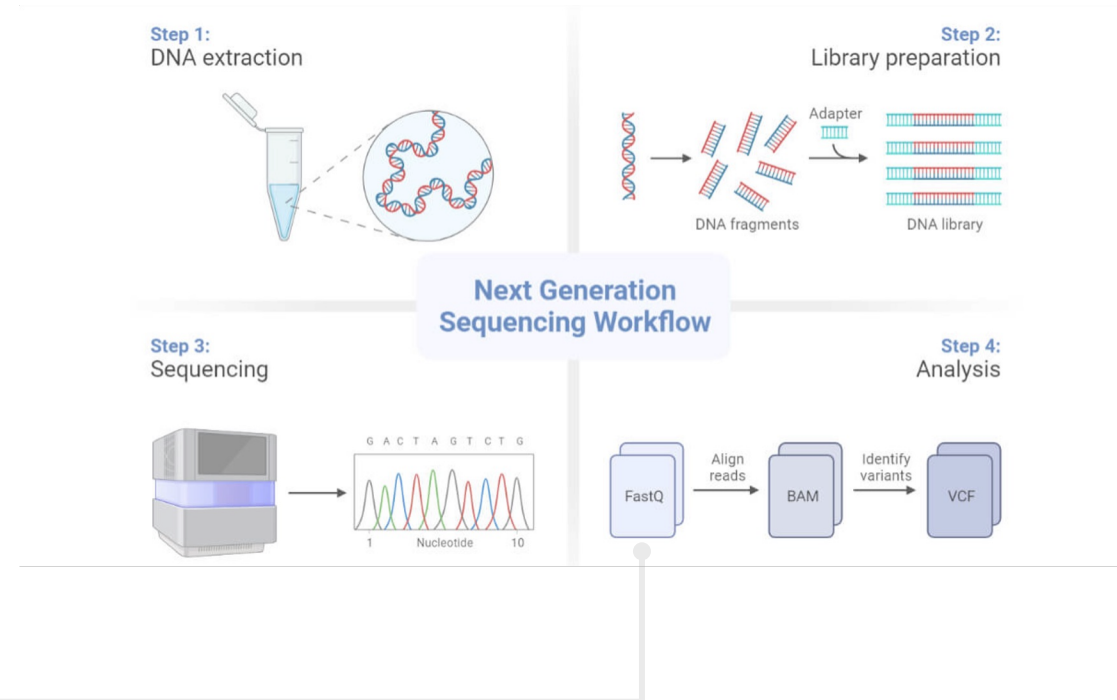 Step 1:
DNA extraction
Step 2:
Library preparation
Adapter
DNA fragments
DNA library
Next Generation
Sequencing Workflow
Step 3:
Sequencing
G A C T A G T C T G
1 Nucleotide 10
Step 4:
Analysis
FastQ
Align
reads
BAM
Identify
variants
VCF